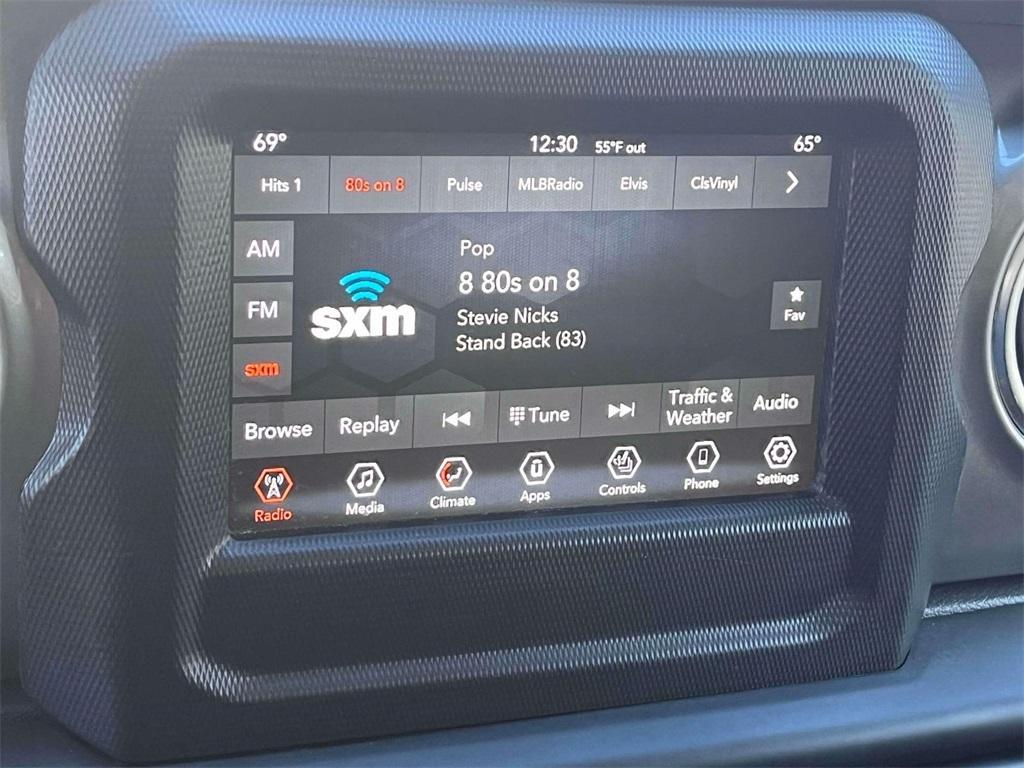 69° 12:30 55°F out 65°
Hits 1 80s on 8 Pulse MLBRadio Elvis ClsVinyl
AM
FM
sxm
sxm
Pop
8 80s on 8
Stevie Nicks
Stand Back (83)
Fav
Browse Replay Tune Traffic & Weather Audio
Radio Media Climate Apps Controls Phone Settings